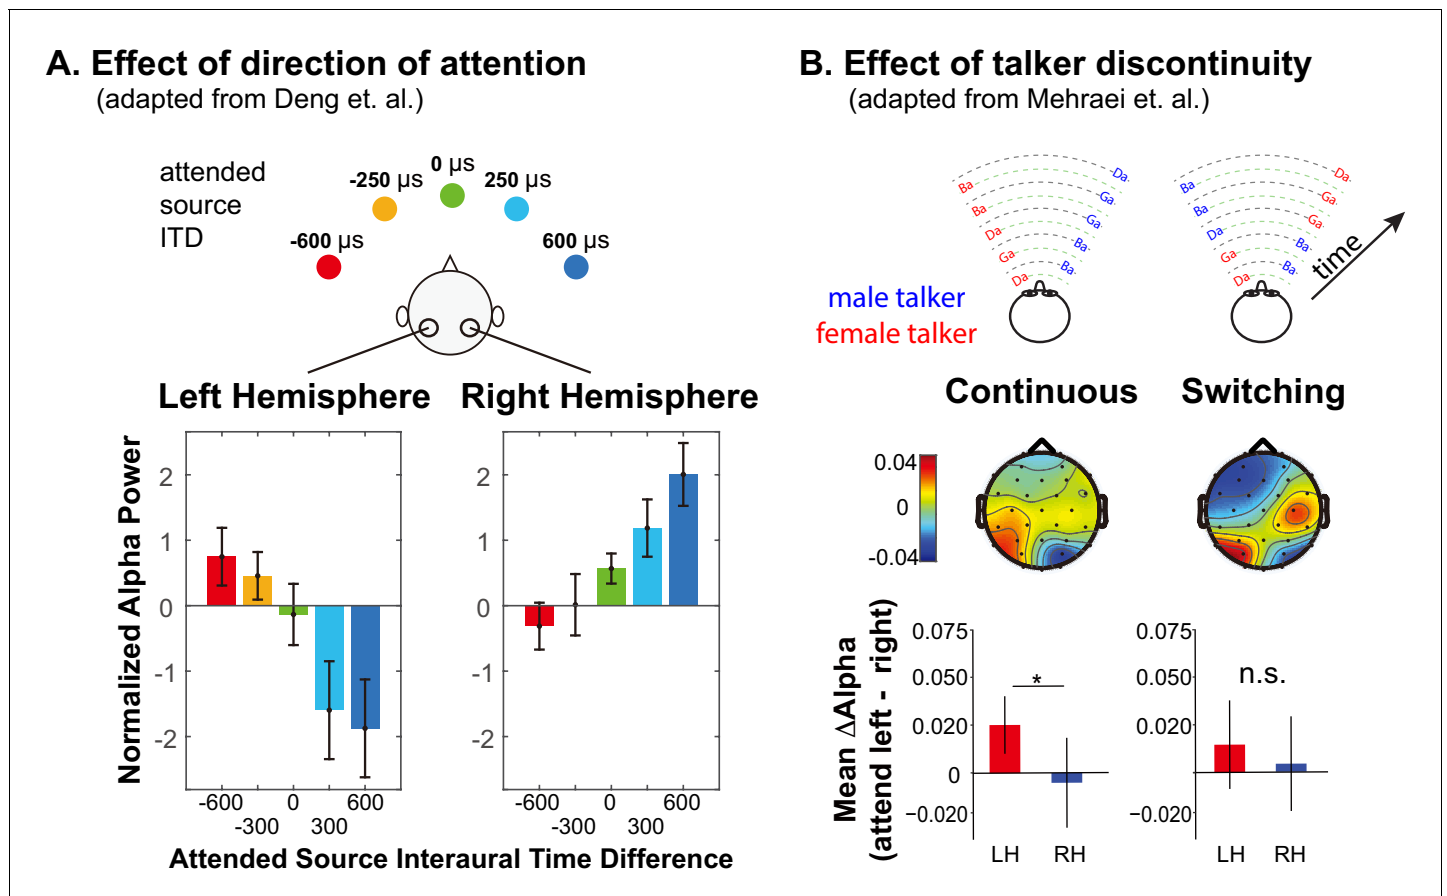 A. Effect of direction of attention
(adapted from Deng et. al.)
attended
source
ITD
-600 µs
-250 µs
0 µs
250 µs
600 µs
Left Hemisphere
Right Hemisphere
Normalized Alpha Power
2
1
0
-1
-2
-600
-300
0
300
600
2
1
0
-1
-2
-600
-300
0
300
600
Attended Source Interaural Time Difference
B. Effect of talker discontinuity
(adapted from Mehraei et. al.)
Ba
Ba
Da
Ga
Da
Da
Ga
Ga
Ba
Ba
Ba
Ba
Da
Ga
Da
Da
Ga
Ga
Ba
Ba
time
male talker
female talker
Continuous
Switching
0.04
0
-0.04
Mean ΔAlpha
(attend left - right)
0.075
0.050
0.020
0
−0.020
*
LH
RH
0.075
0.050
0.020
−0.020
n.s.
LH
RH